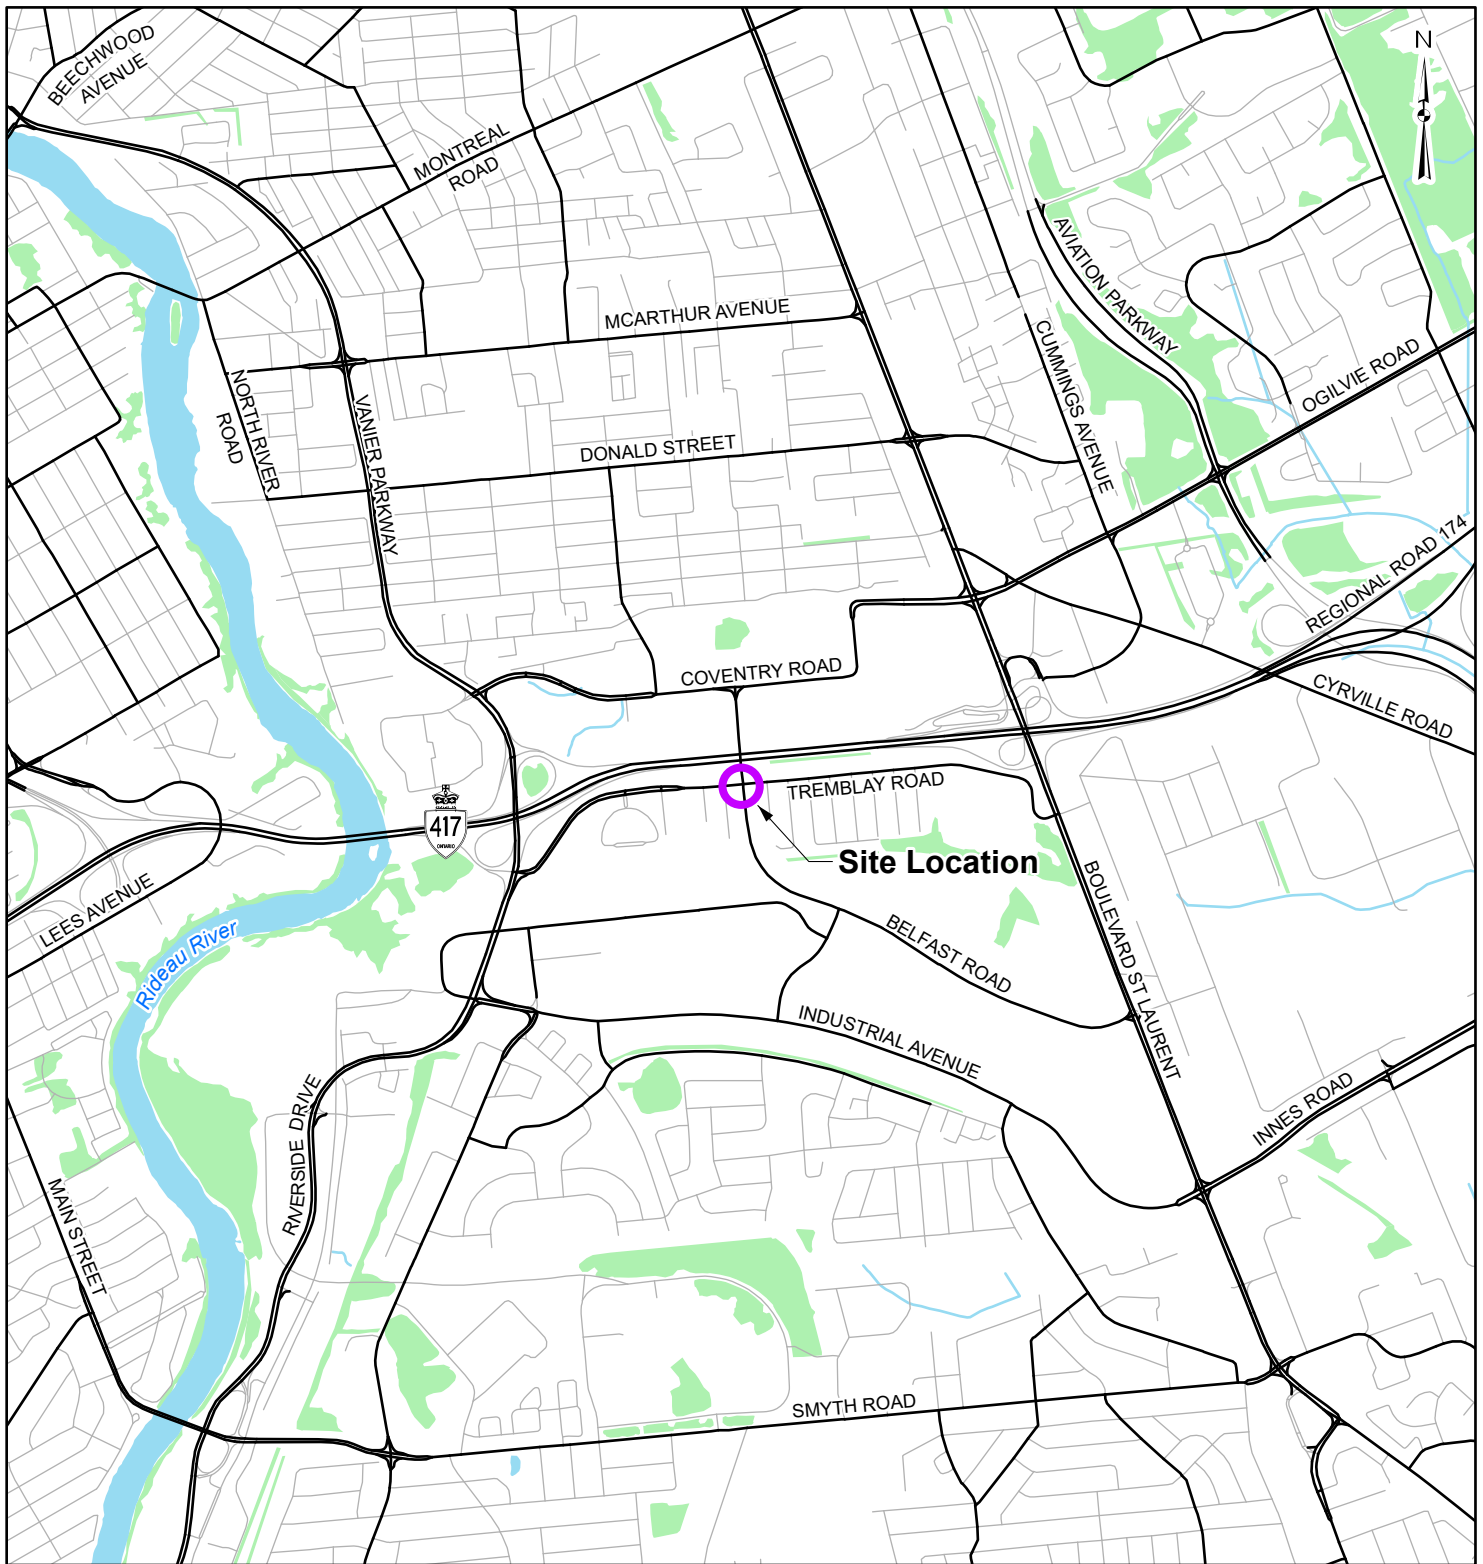 BEECHWOOD
AVENUE
N
MONTREAL
ROAD
AVIATION PARKWAY
MCARTHUR AVENUE
CUMMINGS AVENUE
OGILVIE ROAD
NORTH RIVER
ROAD
VANIER PARKWAY
DONALD STREET
REGIONAL ROAD 174
COVENTRY ROAD
CYRVILLE ROAD
TREMBLAY ROAD
417
ONTARIO
Site Location
LEES AVENUE
BOULEVARD ST LAURENT
BELFAST ROAD
Rideau River
INDUSTRIAL AVENUE
INNES ROAD
RIVERSIDE DRIVE
MAIN STREET
SMYTH ROAD